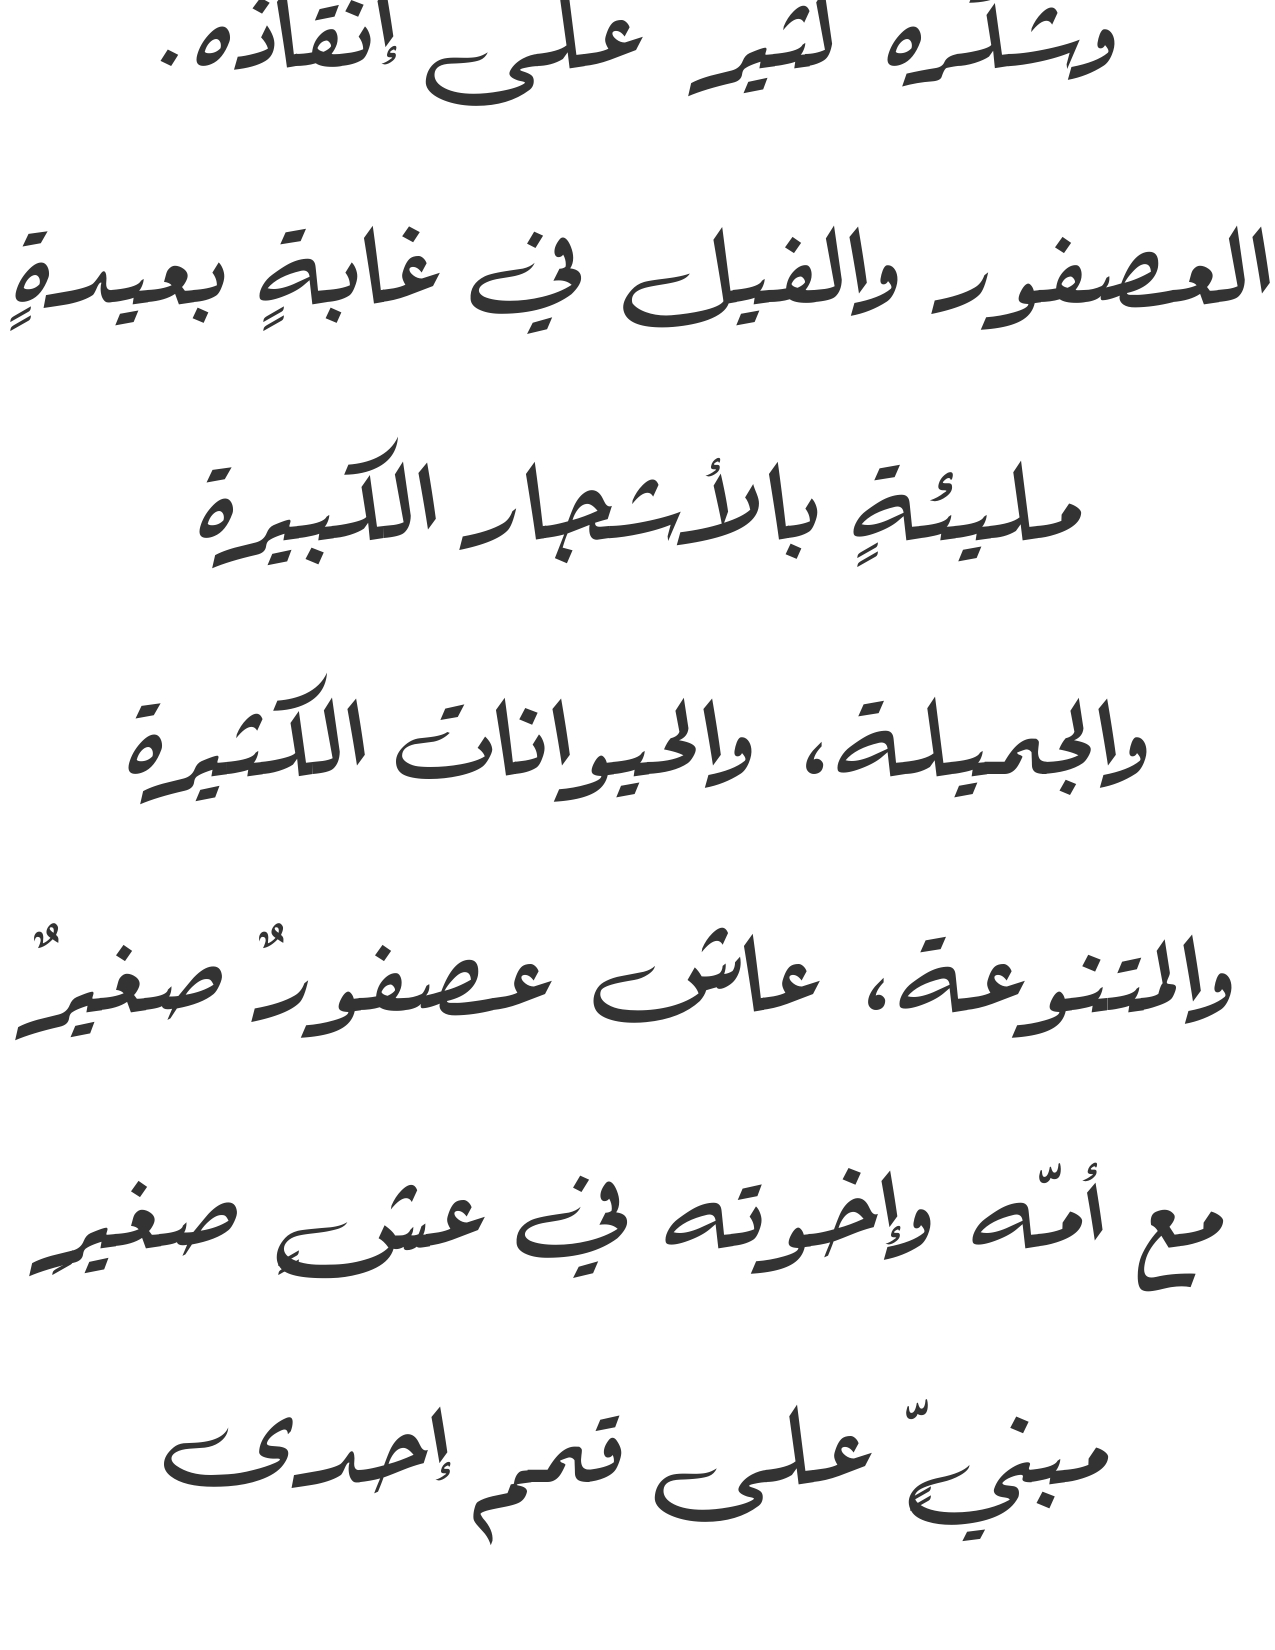 وشكره كثير على إنقاذه.
العصفور والفيل في غابةٍ بعيدةٍ
مليئةٍ بالأشجار الكبيرة
والجميلة، والحيوانات الكثيرة
والمتنوعة، عاش عصفورٌ صغيرٌ
مع أمّه وإخوته في عشٍ صغيرِ
مبنيّ على قمم إحدى